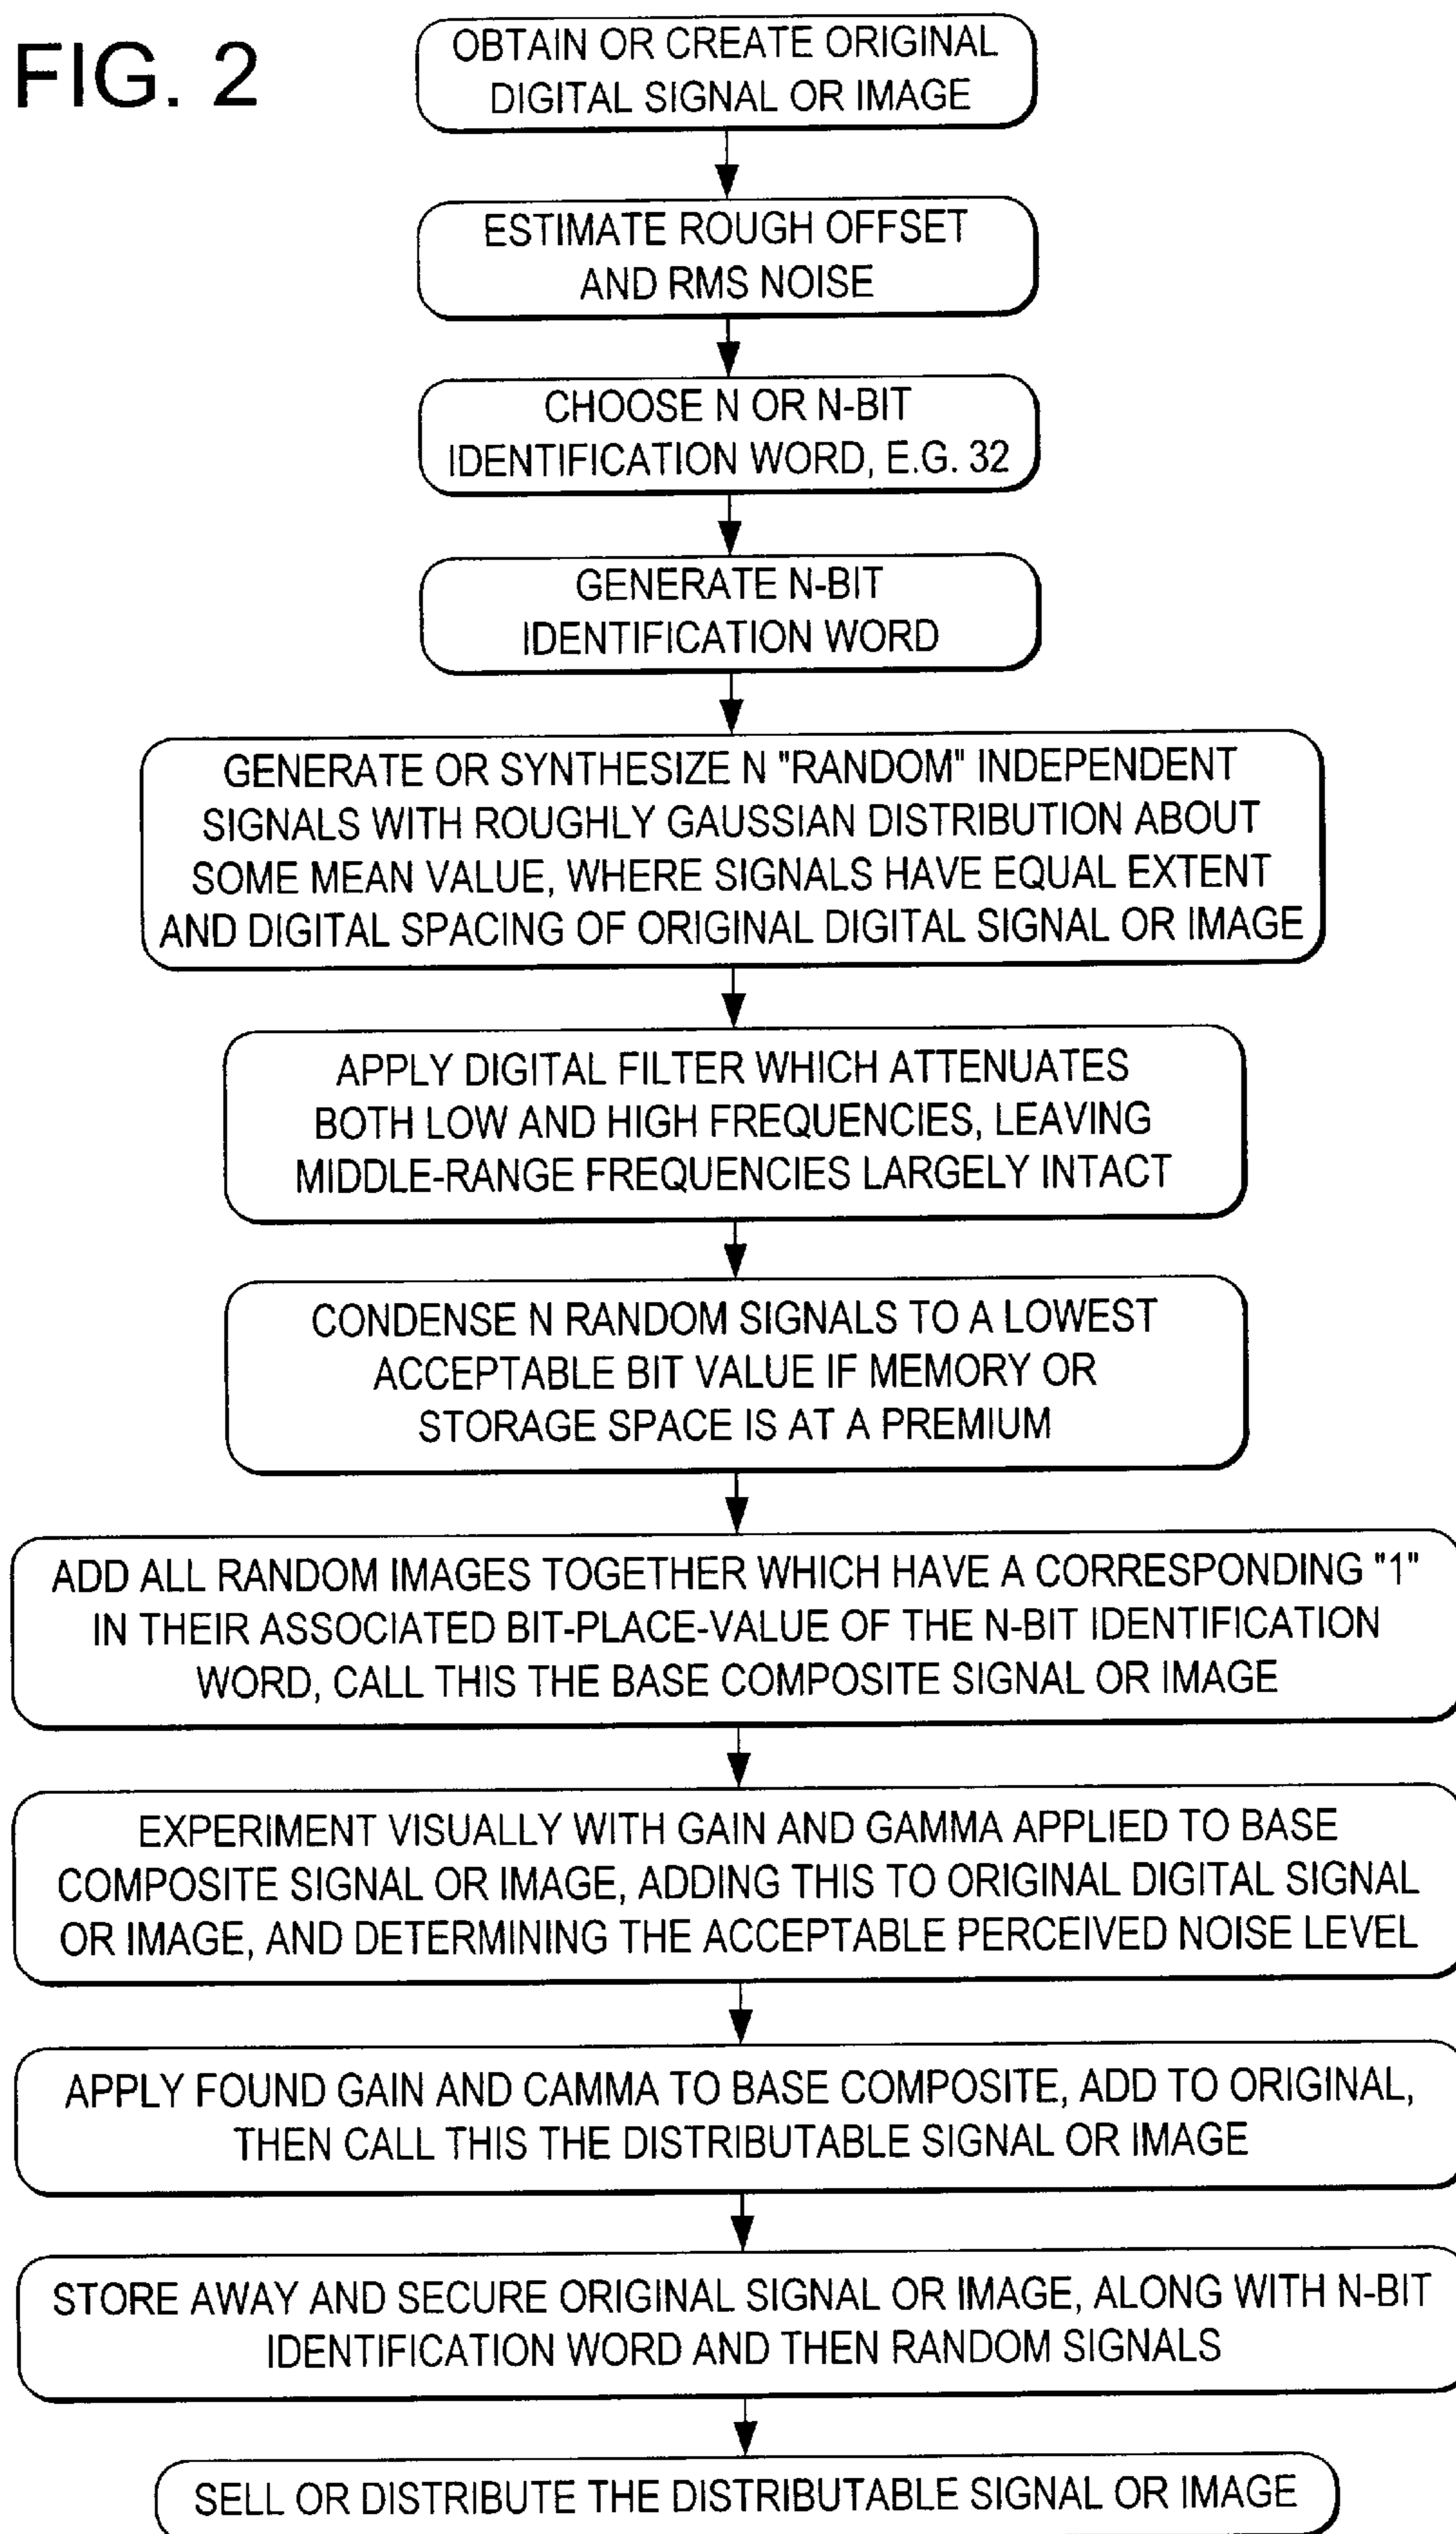 FIG. 2
OBTAIN OR CREATE ORIGINAL
DIGITAL SIGNAL OR IMAGE
ESTIMATE ROUGH OFFSET
AND RMS NOISE
CHOOSE N OR N-BIT
IDENTIFICATION WORD, E.G. 32
GENERATE N-BIT
IDENTIFICATION WORD
GENERATE OR SYNTHESIZE N "RANDOM" INDEPENDENT
SIGNALS WITH ROUGHLY GAUSSIAN DISTRIBUTION ABOUT
SOME MEAN VALUE, WHERE SIGNALS HAVE EQUAL EXTENT
AND DIGITAL SPACING OF ORIGINAL DIGITAL SIGNAL OR IMAGE
APPLY DIGITAL FILTER WHICH ATTENUATES
BOTH LOW AND HIGH FREQUENCIES, LEAVING
MIDDLE-RANGE FREQUENCIES LARGELY INTACT
CONDENSE N RANDOM SIGNALS TO A LOWEST
ACCEPTABLE BIT VALUE IF MEMORY OR
STORAGE SPACE IS AT A PREMIUM
ADD ALL RANDOM IMAGES TOGETHER WHICH HAVE A CORRESPONDING "1"
IN THEIR ASSOCIATED BIT-PLACE-VALUE OF THE N-BIT IDENTIFICATION
WORD, CALL THIS THE BASE COMPOSITE SIGNAL OR IMAGE
EXPERIMENT VISUALLY WITH GAIN AND GAMMA APPLIED TO BASE
COMPOSITE SIGNAL OR IMAGE, ADDING THIS TO ORIGINAL DIGITAL SIGNAL
OR IMAGE, AND DETERMINING THE ACCEPTABLE PERCEIVED NOISE LEVEL
APPLY FOUND GAIN AND CAMMA TO BASE COMPOSITE, ADD TO ORIGINAL,
THEN CALL THIS THE DISTRIBUTABLE SIGNAL OR IMAGE
STORE AWAY AND SECURE ORIGINAL SIGNAL OR IMAGE, ALONG WITH N-BIT
IDENTIFICATION WORD AND THEN RANDOM SIGNALS
SELL OR DISTRIBUTE THE DISTRIBUTABLE SIGNAL OR IMAGE